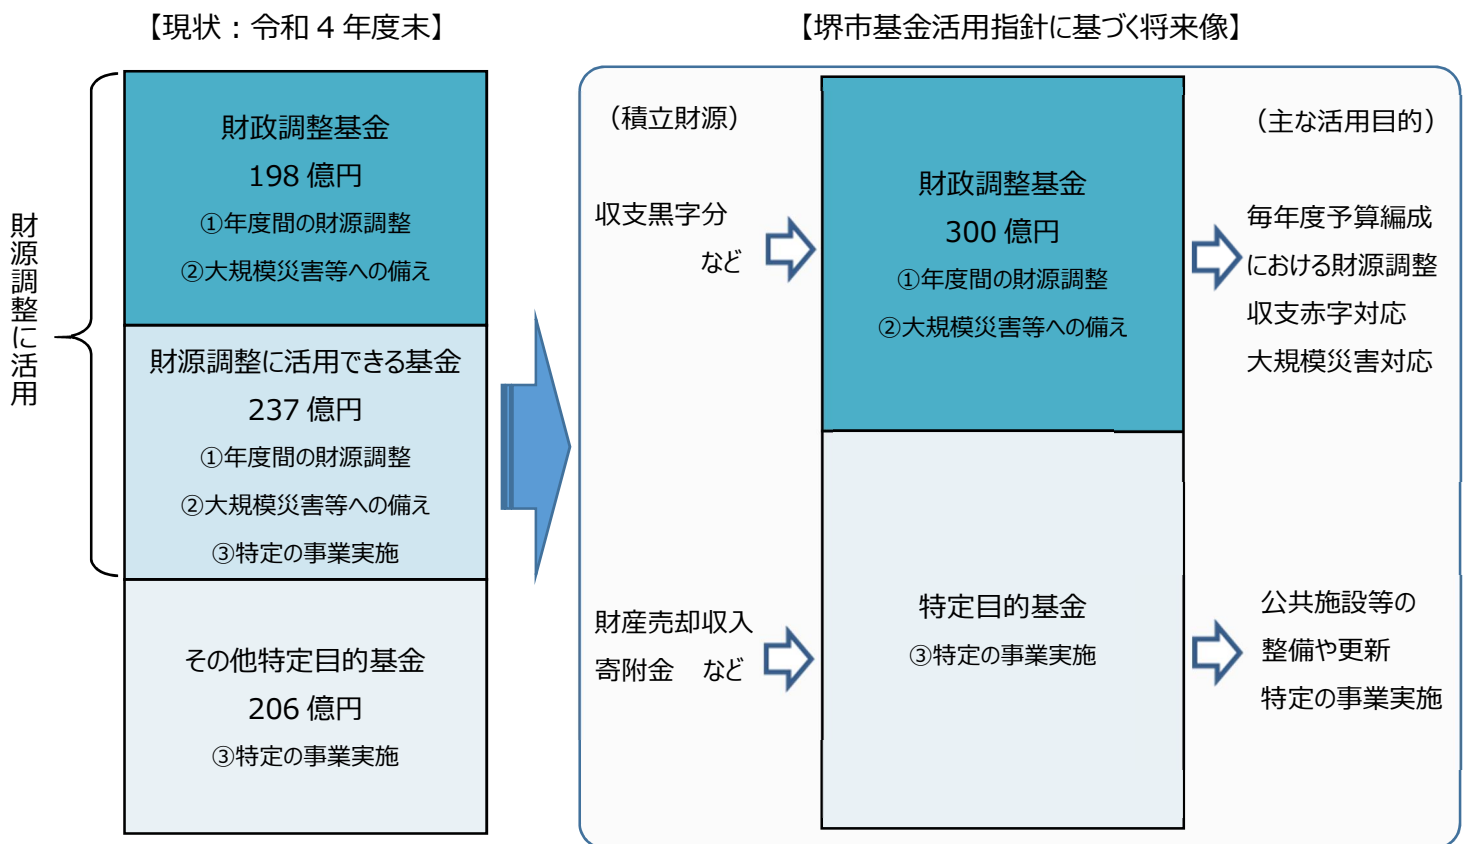 【現状：令和４年度末】
財源調整に活用
財政調整基金
198 億円
①年度間の財源調整
②大規模災害等への備え
財源調整に活用できる基金
237 億円
①年度間の財源調整
②大規模災害等への備え
③特定の事業実施
その他特定目的基金
206 億円
③特定の事業実施
【堺市基金活用指針に基づく将来像】
（積立財源）
収支黒字分
など
財産売却収入
寄附金　など
財政調整基金
300 億円
①年度間の財源調整
②大規模災害等への備え
特定目的基金
③特定の事業実施
（主な活用目的）
毎年度予算編成
における財源調整
収支赤字対応
大規模災害対応
公共施設等の
整備や更新
特定の事業実施